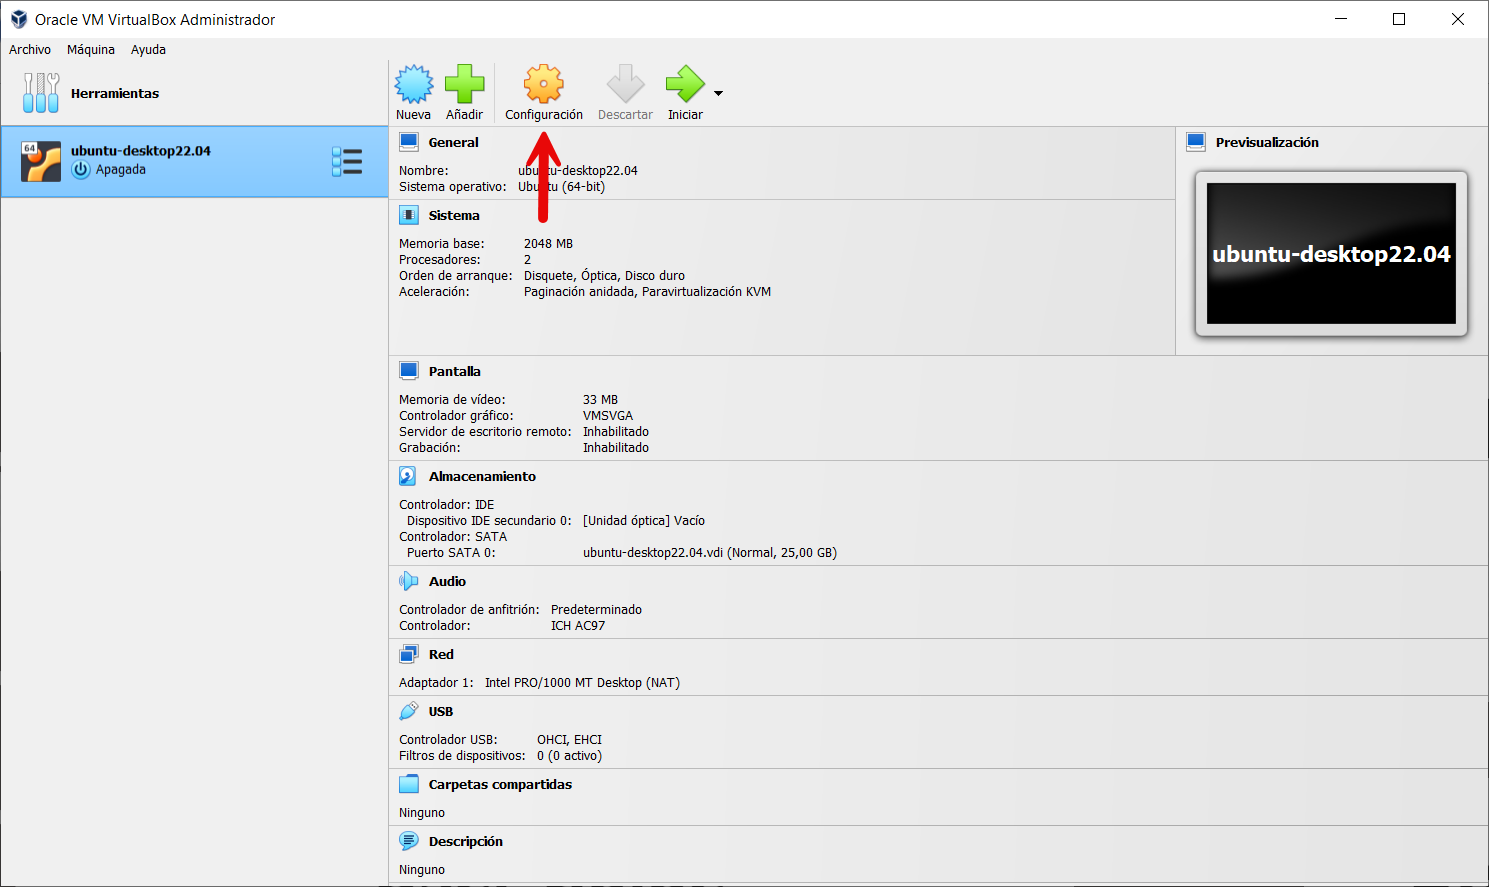 Oracle VM VirtualBox Administrador
Archivo Máquina Ayuda
Herramientas
64
ubuntu-desktop22.04
Apagada
Nueva Añadir Configuración Descartar Iniciar
General
Nombre: ubuntu-desktop22.04
Sistema operativo: Ubuntu (64-bit)
Sistema
Memoria base: 2048 MB
Procesadores: 2
Orden de arranque: Disquete, Óptica, Disco duro
Aceleración: Paginación anidada, Paravirtualización KVM
Previsualización
ubuntu-desktop22.04
Pantalla
Memoria de vídeo: 33 MB
Controlador gráfico: VMSVGA
Servidor de escritorio remoto: Inhabilitado
Grabación: Inhabilitado
Almacenamiento
Controlador: IDE
Dispositivo IDE secundario 0: [Unidad óptica] Vacío
Controlador: SATA
Puerto SATA 0: ubuntu-desktop22.04.vdi (Normal, 25,00 GB)
Audio
Controlador de anfitrión: Predeterminado
Controlador: ICH AC97
Red
Adaptador 1: Intel PRO/1000 MT Desktop (NAT)
USB
Controlador USB: OHCI, EHCI
Filtros de dispositivos: 0 (0 activo)
Carpetas compartidas
Ninguno
Descripción
Ninguno